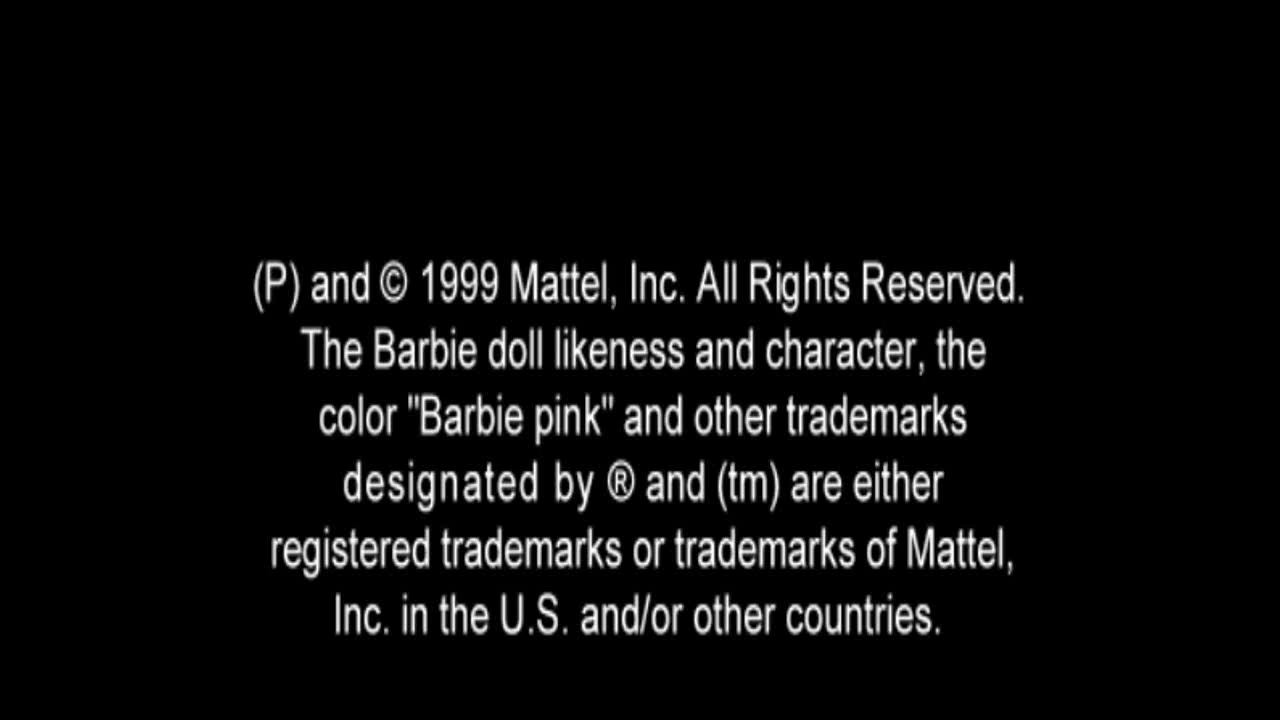 (P) and © 1999 Mattel, Inc. All Rights Reserved.
The Barbie doll likeness and character, the
color "Barbie pink" and other trademarks
designated by ® and (tm) are either
registered trademarks or trademarks of Mattel,
Inc. in the U.S. and/or other countries.